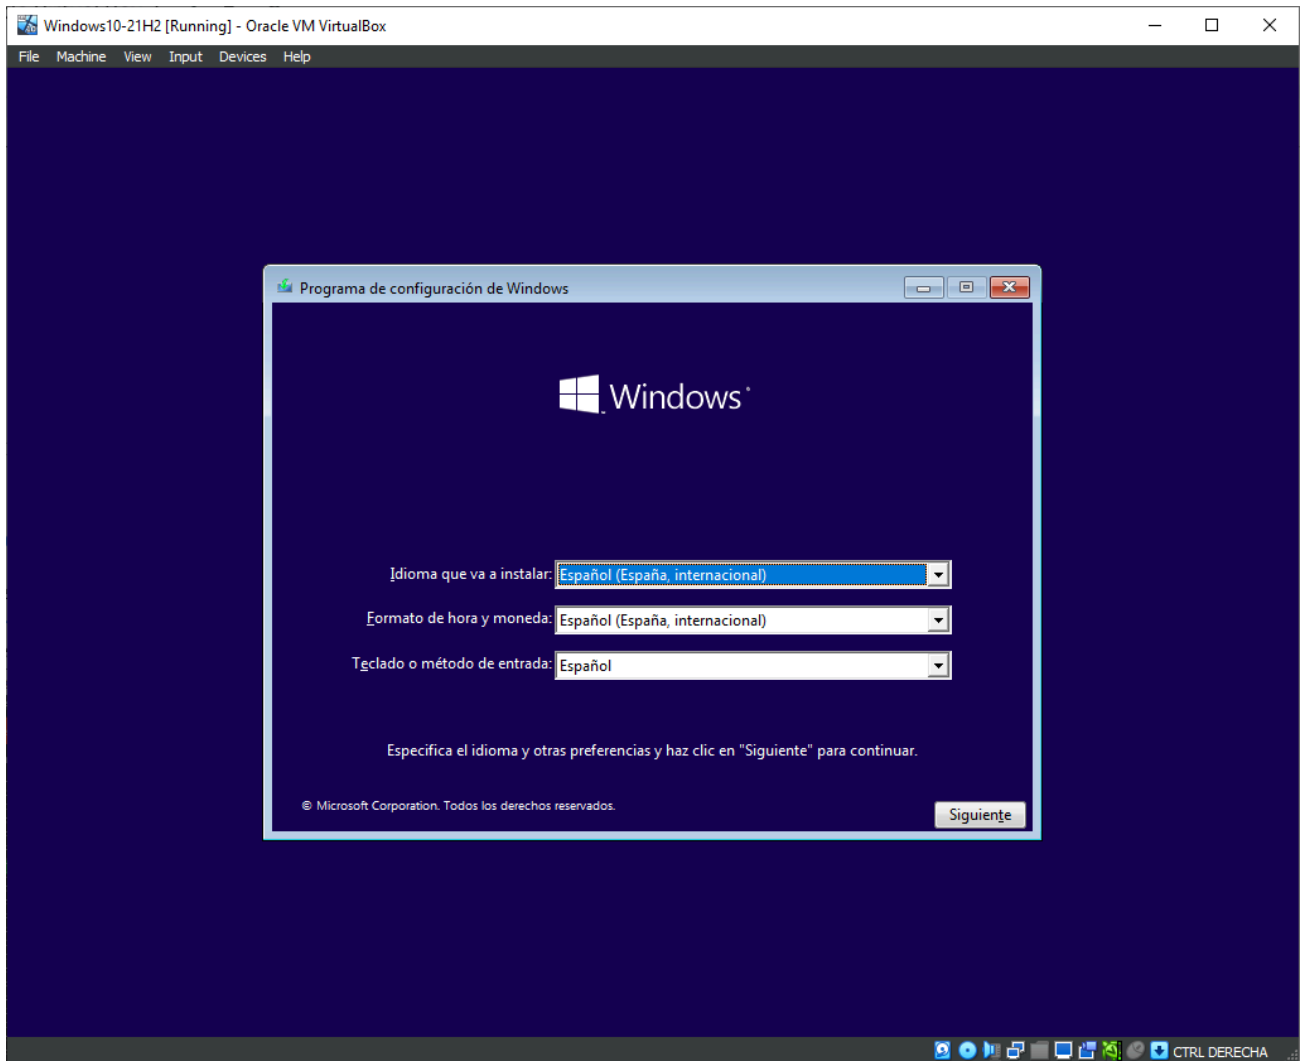 Windows10-21H2 [Running] - Oracle VM VirtualBox
File Machine View Input Devices Help
Programa de configuración de Windows
Windows
Idioma que va a instalar: Español (España, internacional)
Formato de hora y moneda: Español (España, internacional)
Teclado o método de entrada: Español
Especifica el idioma y otras preferencias y haz clic en "Siguiente" para continuar.
© Microsoft Corporation. Todos los derechos reservados.
Siguiente
CTRL DERECHA